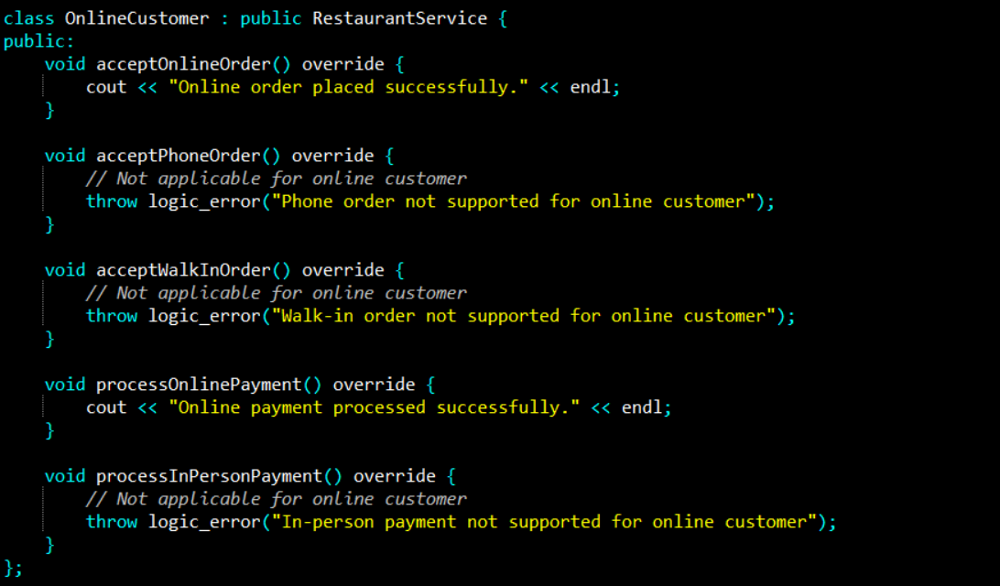 class OnlineCustomer : public RestaurantService {
public:
    void acceptOnlineOrder() override {
        cout << "Online order placed successfully." << endl;
    }

    void acceptPhoneOrder() override {
        // Not applicable for online customer
        throw logic_error("Phone order not supported for online customer");
    }

    void acceptWalkInOrder() override {
        // Not applicable for online customer
        throw logic_error("Walk-in order not supported for online customer");
    }

    void processOnlinePayment() override {
        cout << "Online payment processed successfully." << endl;
    }

    void processInPersonPayment() override {
        // Not applicable for online customer
        throw logic_error("In-person payment not supported for online customer");
    }
};